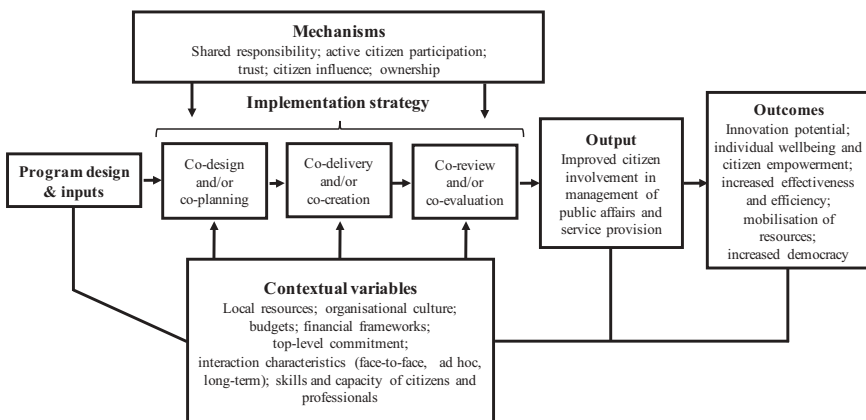 Mechanisms
Shared responsibility; active citizen participation;
trust; citizen influence; ownership
Implementation strategy
Program design
& inputs
Co-design
and/or
co-planning
Co-delivery
and/or
co-creation
Co-review
and/or
co-evaluation
Output
Improved citizen
involvement in
management of
public affairs and
service provision
Outcomes
Innovation potential;
individual wellbeing and
citizen empowerment;
increased effectiveness
and efficiency;
mobilisation of
resources;
increased democracy
Contextual variables
Local resources; organisational culture;
budgets; financial frameworks;
top-level commitment;
interaction characteristics (face-to-face, ad hoc,
long-term); skills and capacity of citizens and
professionals